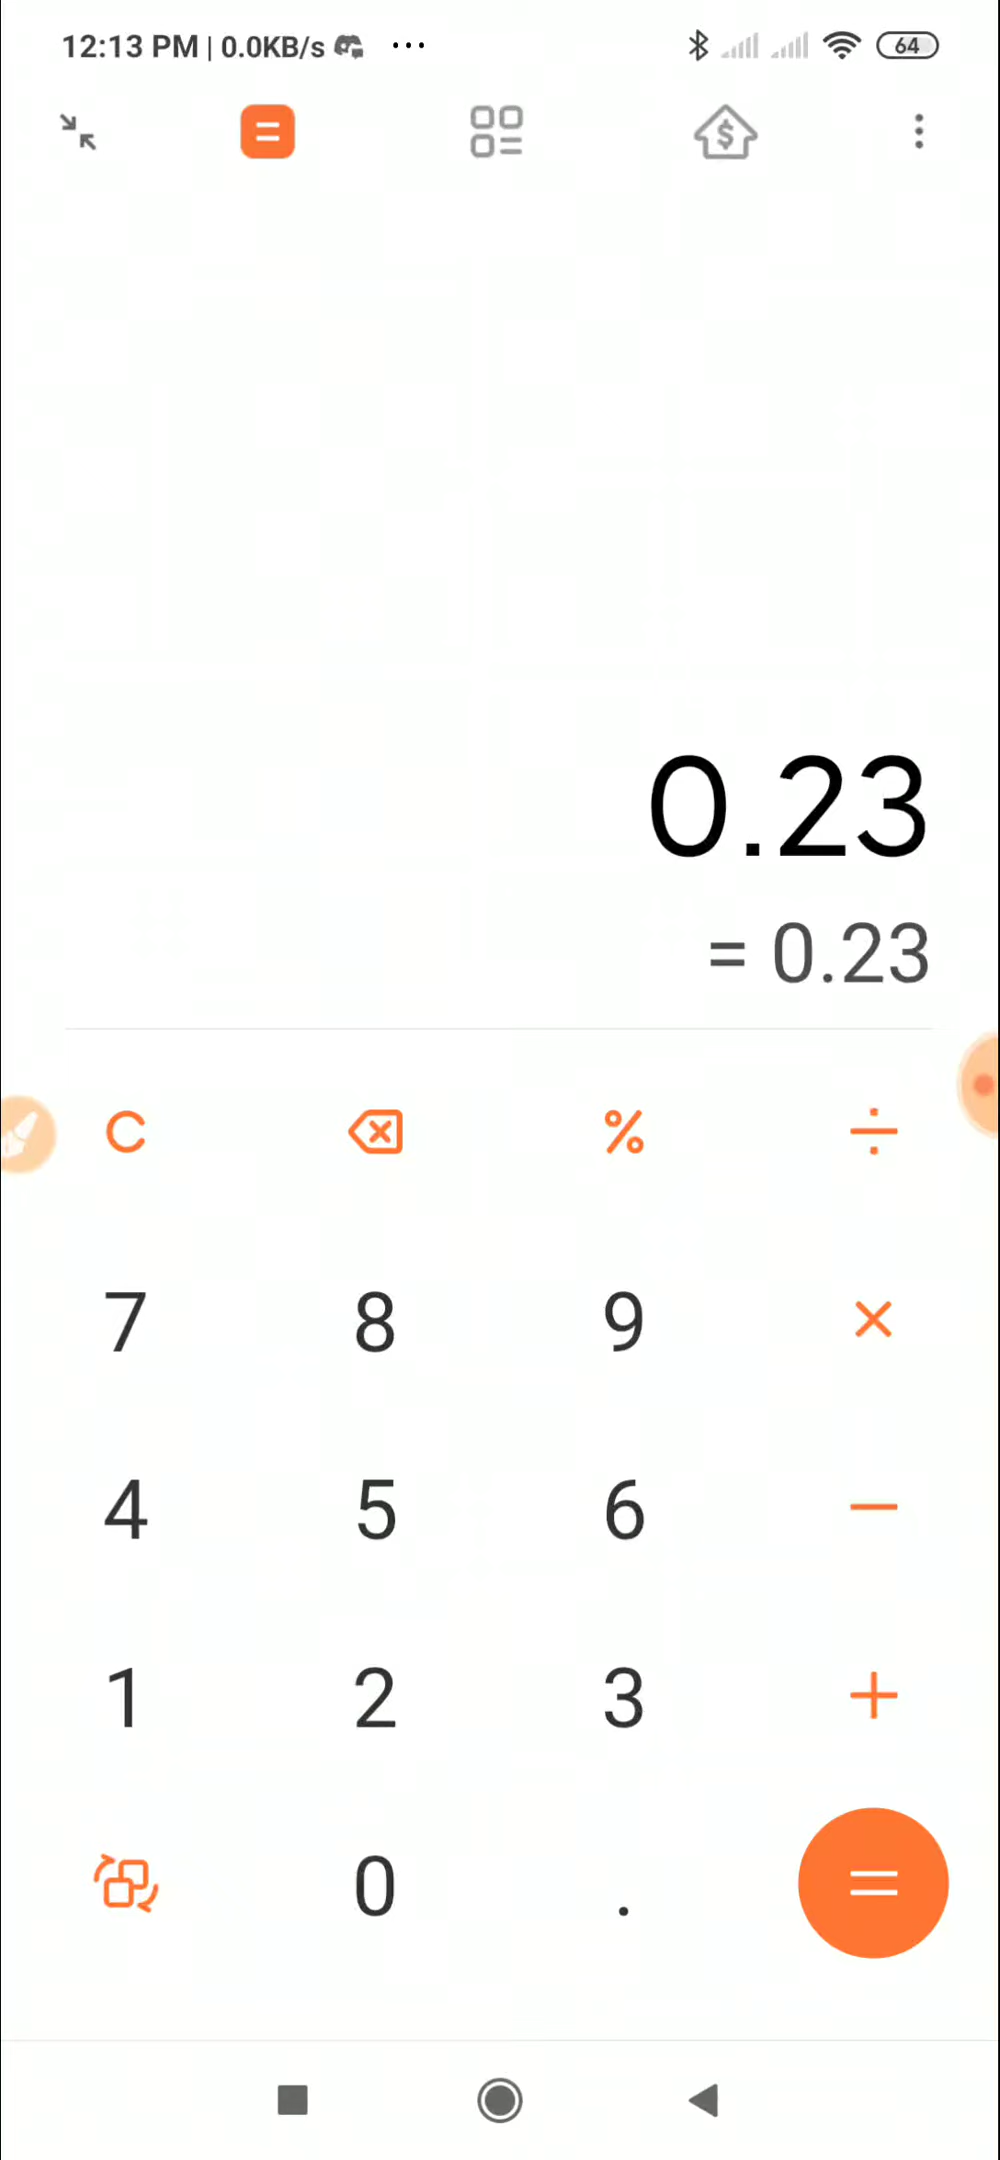 12:13 PM | 0.0KB/s ... 64
0.23
= 0.23
C % ÷
7 8 9 ×
4 5 6 −
1 2 3 +
0 . =